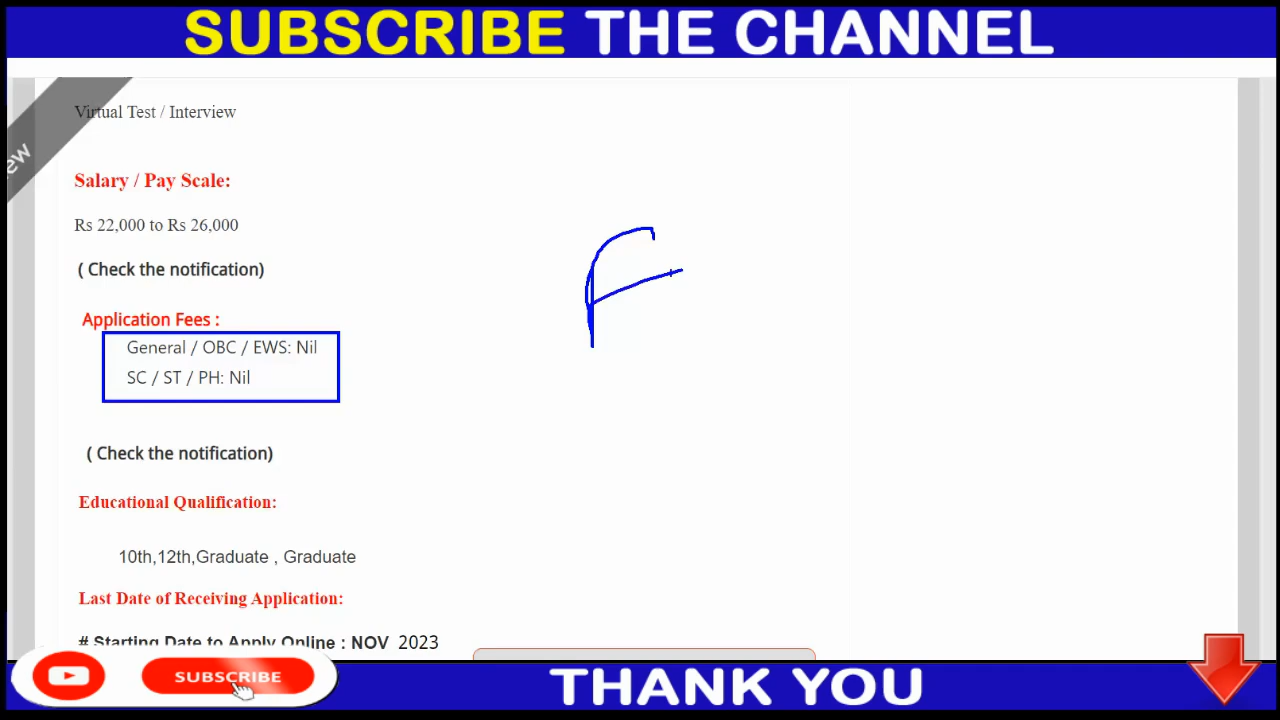 SUBSCRIBE THE CHANNEL
Virtual Test / Interview
ew
Salary / Pay Scale:
Rs 22,000 to Rs 26,000
F
( Check the notification)
Application Fees :
General / OBC / EWS: Nil
SC / ST / PH: Nil
( Check the notification)
Educational Qualification:
10th,12th,Graduate , Graduate
Last Date of Receiving Application:
# Starting Date to Apply Online : NOV 2023
SUBSCRIBE
THANK YOU